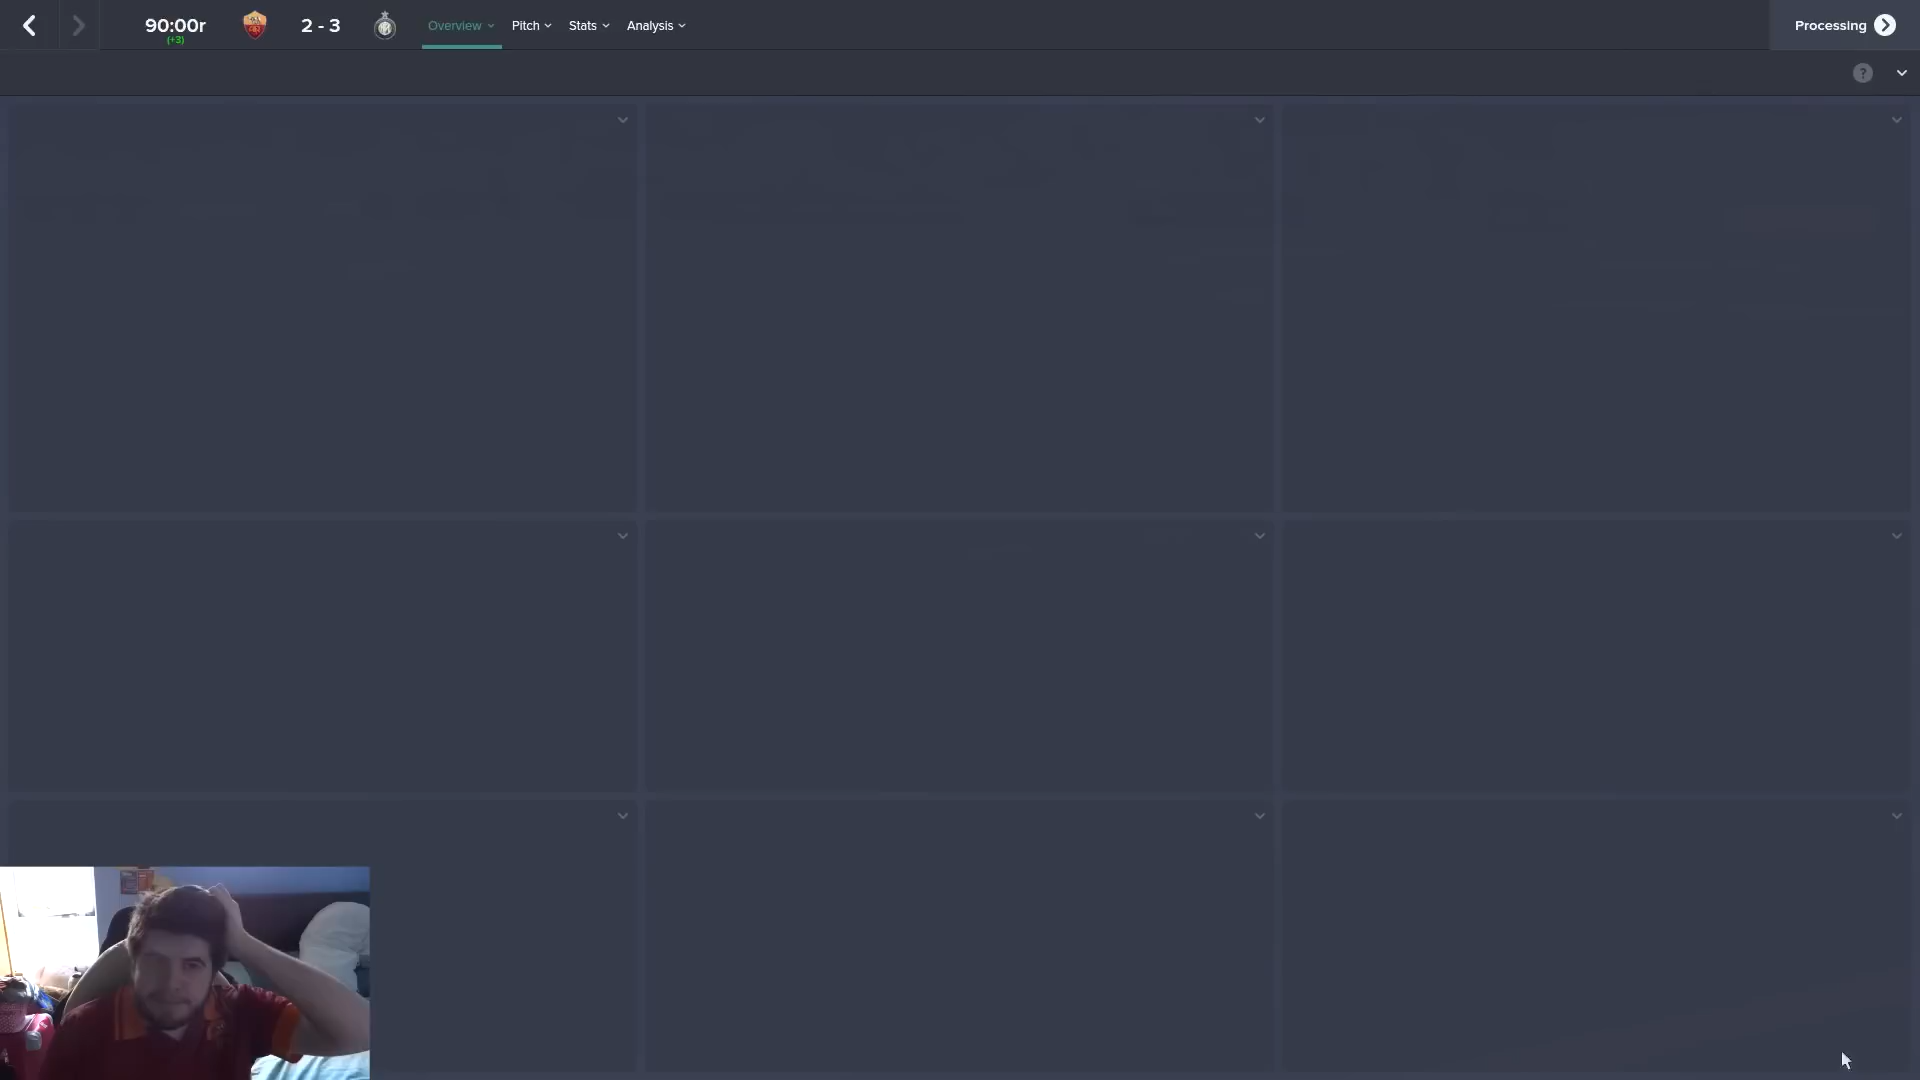 90:00r
(+3)
2 - 3
Overview
Pitch
Stats
Analysis
Processing
?